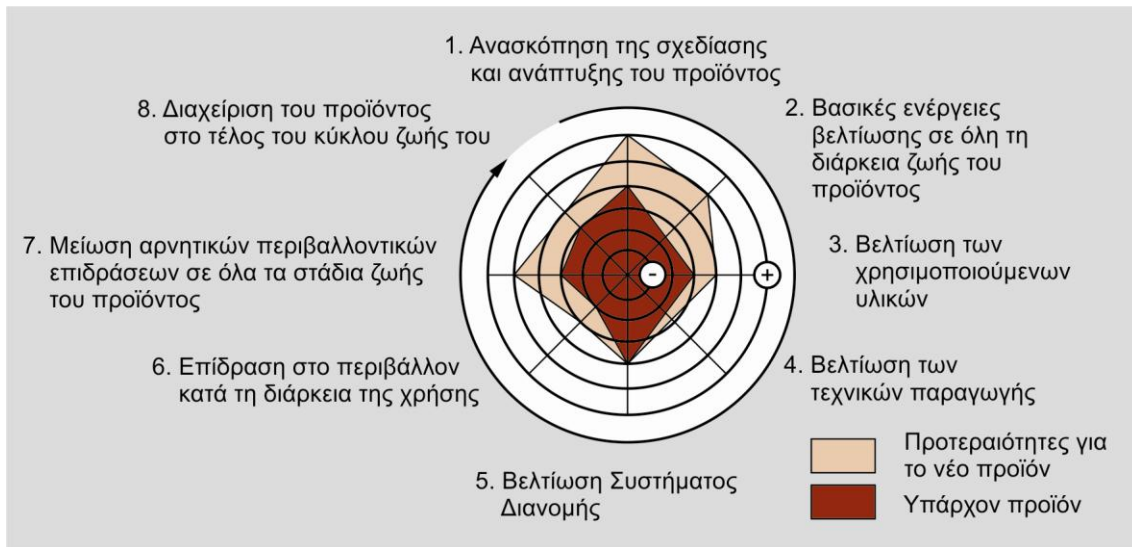 1. Ανασκόπηση της σχεδίασης
και ανάπτυξης του προϊόντος
2. Βασικές ενέργειες
βελτίωσης σε όλη τη
διάρκεια ζωής του
προϊόντος
3. Βελτίωση των
χρησιμοποιούμενων
υλικών
4. Βελτίωση των
τεχνικών παραγωγής
5. Βελτίωση Συστήματος
Διανομής
6. Επίδραση στο περιβάλλον
κατά τη διάρκεια της χρήσης
7. Μείωση αρνητικών περιβαλλοντικών
επιδράσεων σε όλα τα στάδια ζωής
του προϊόντος
8. Διαχείριση του προϊόντος
στο τέλος του κύκλου ζωής του
-
+
Προτεραιότητες για
το νέο προϊόν
Υπάρχον προϊόν